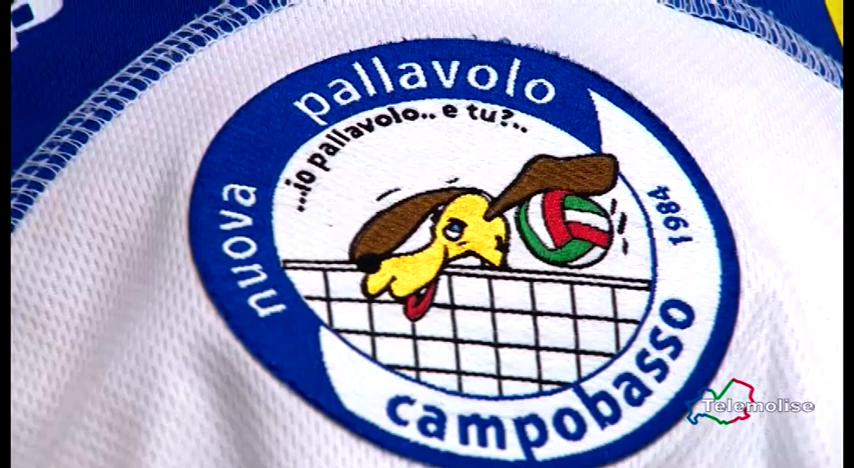 nuova pallavolo
...io pallavolo.. e tu?..
1984
campobasso
Telemolise